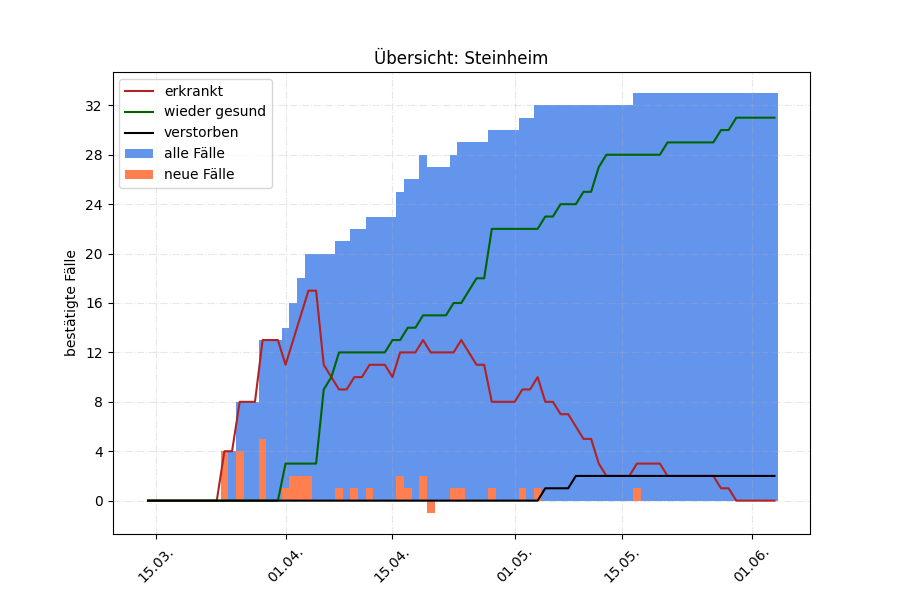 Übersicht: Steinheim
erkrankt
wieder gesund
verstorben
alle Fälle
neue Fälle
bestätigte Fälle
32
28
24
20
16
12
8
4
0
15.03.
01.04.
15.04.
01.05.
15.05.
01.06.